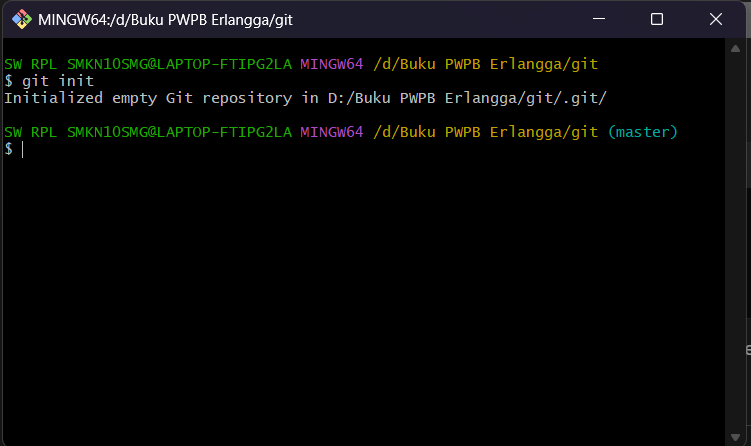 MINGW64:/d/Buku PWPB Erlangga/git
SW RPL SMKN10SMG@LAPTOP-FTIPG2LA MINGW64 /d/Buku PWPB Erlangga/git
$ git init
Initialized empty Git repository in D:/Buku PWPB Erlangga/git/.git/
SW RPL SMKN10SMG@LAPTOP-FTIPG2LA MINGW64 /d/Buku PWPB Erlangga/git (master)
$